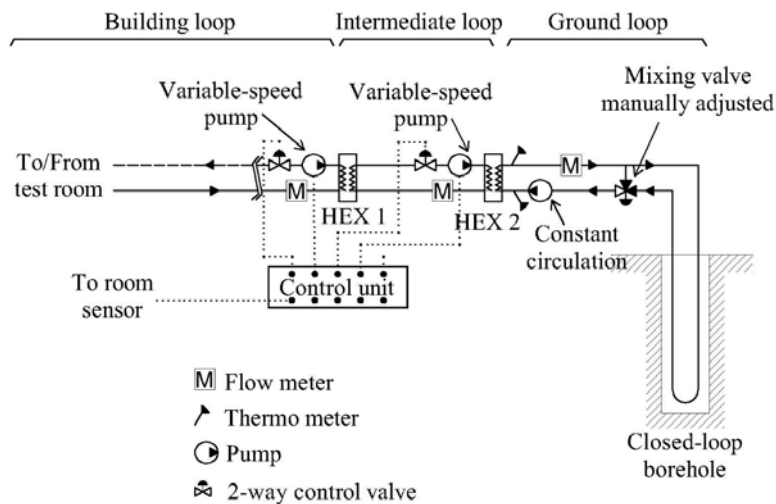 Building loop
Intermediate loop
Ground loop
Variable-speed
pump
Variable-speed
pump
Mixing valve
manually adjusted
To/From
test room
M
M
M
HEX 1
HEX 2
Constant
circulation
To room
sensor
Control unit
M Flow meter
Thermo meter
Pump
2-way control valve
Closed-loop
borehole